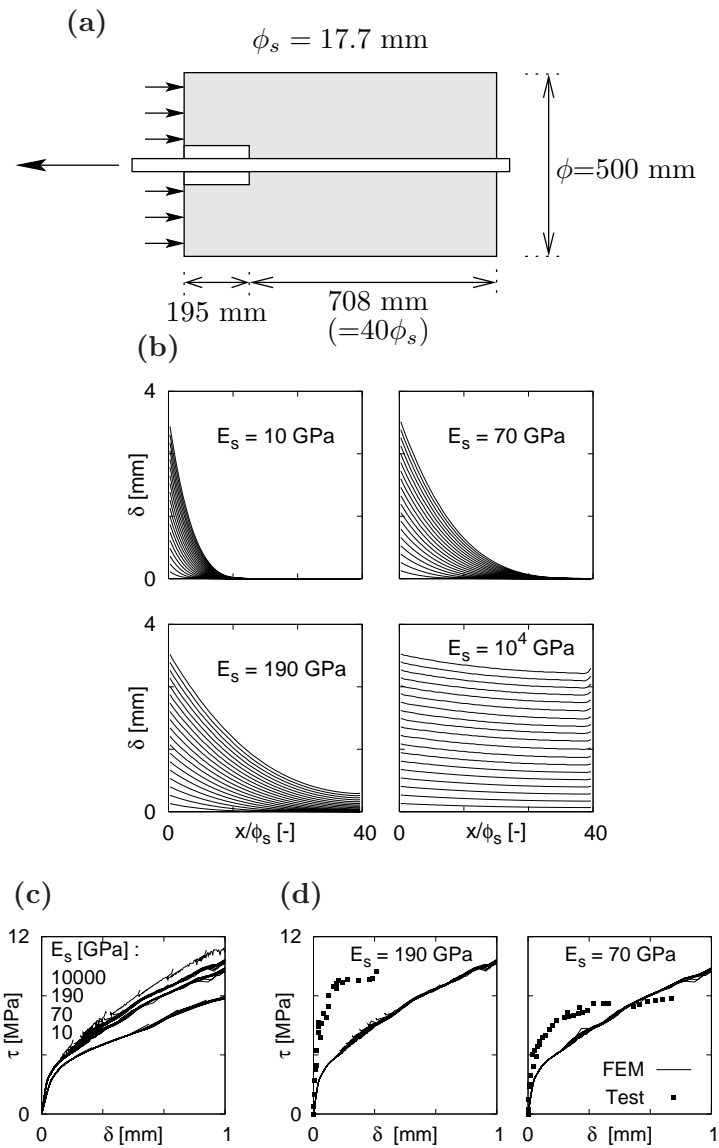 (a)
ϕₛ = 17.7 mm
ϕ=500 mm
195 mm
708 mm
(=40ϕₛ)
(b)
4
δ [mm]
0
Eₛ = 10 GPa
Eₛ = 70 GPa
4
δ [mm]
0
Eₛ = 190 GPa
Eₛ = 10⁴ GPa
0 x/ϕₛ [-] 40
0 x/ϕₛ [-] 40
(c)
12
τ [MPa]
0
Eₛ [GPa] :
10000
190
70
10
0 δ [mm] 1
(d)
12
τ [MPa]
0
Eₛ = 190 GPa
0 δ [mm] 1
Eₛ = 70 GPa
FEM
Test
0 δ [mm] 1